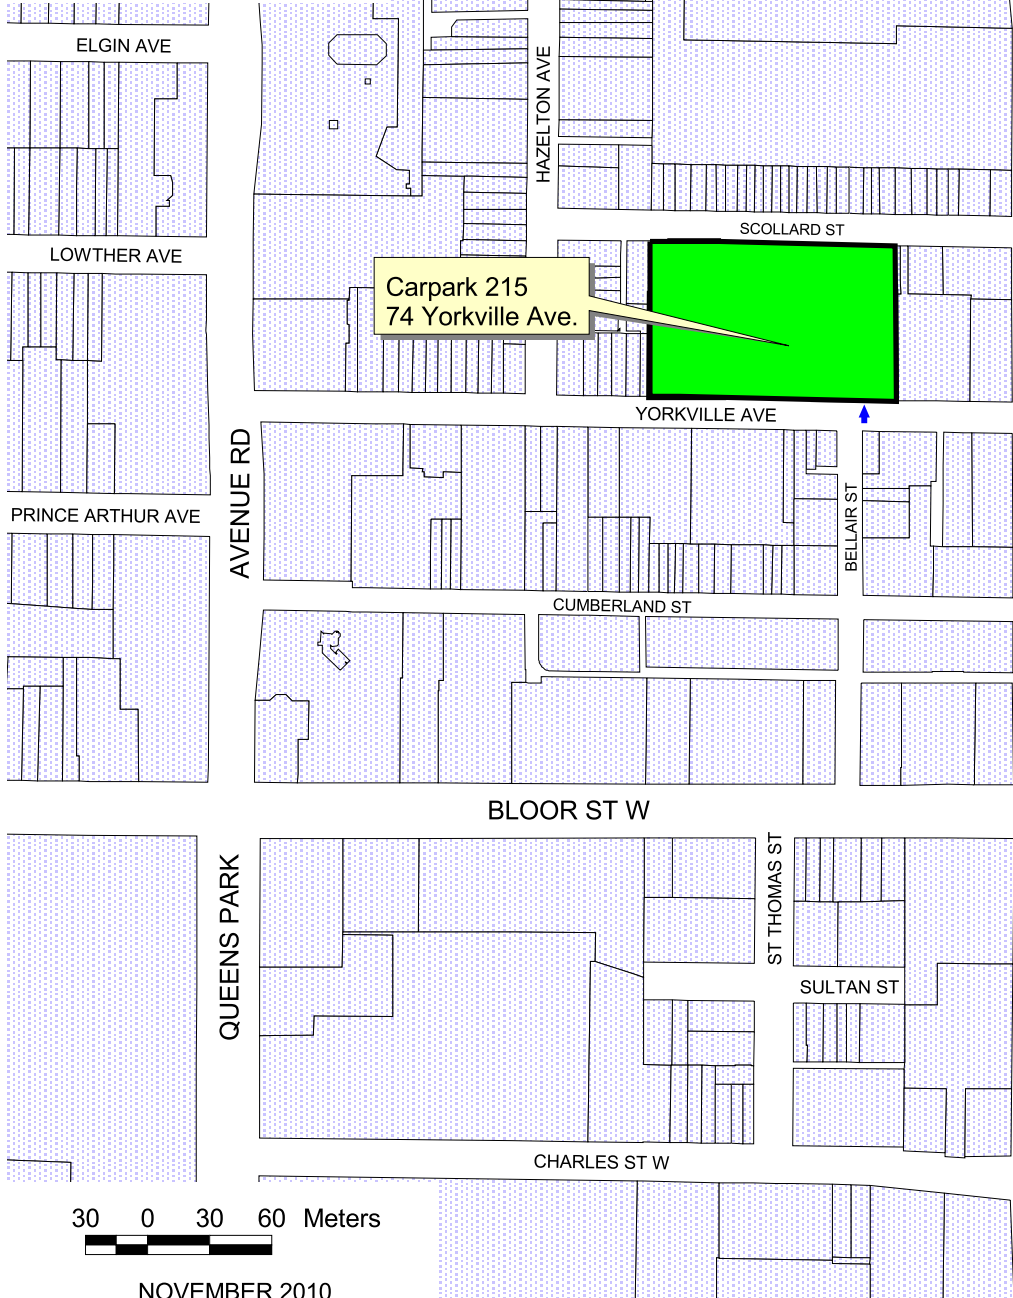 ELGIN AVE
HAZELTON AVE
SCOLLARD ST
LOWTHER AVE
Carpark 215
74 Yorkville Ave.
YORKVILLE AVE
AVENUE RD
BELLAIR ST
PRINCE ARTHUR AVE
CUMBERLAND ST
BLOOR ST W
QUEENS PARK
ST THOMAS ST
SULTAN ST
CHARLES ST W
30 0 30 60 Meters
NOVEMBER 2010